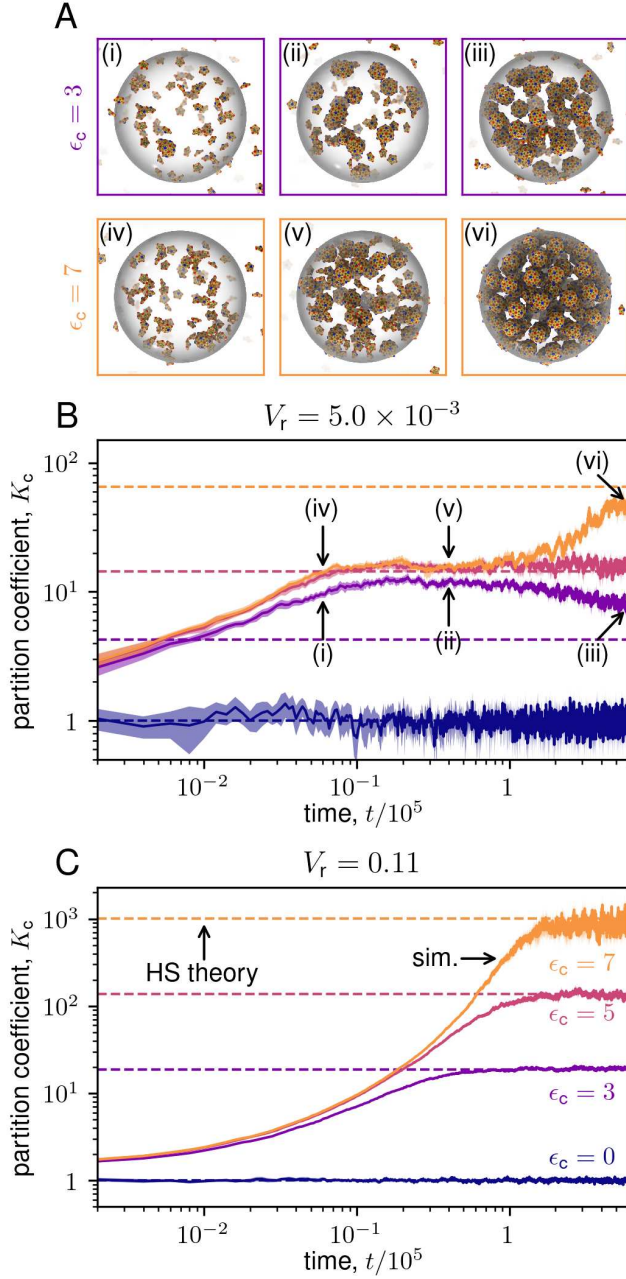 A
ϵc = 3
(i)
(ii)
(iii)
ϵc = 7
(iv)
(v)
(vi)
B
Vr = 5.0 × 10−3
partition coefficient, Kc
10²
10¹
1
(iv)
(v)
(vi)
(i)
(ii)
(iii)
10−2
10−1
1
time, t/10⁵
C
Vr = 0.11
partition coefficient, Kc
10³
10²
10¹
1
HS theory
sim.
ϵc = 7
ϵc = 5
ϵc = 3
ϵc = 0
10−2
10−1
1
time, t/10⁵